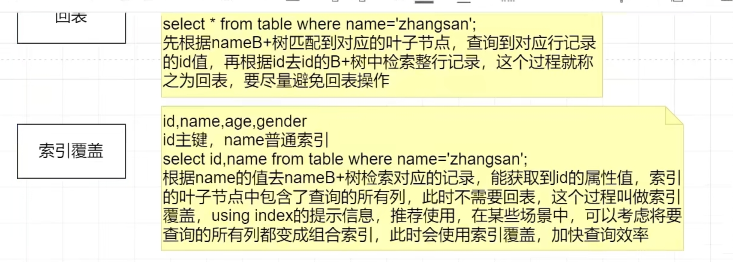 回表
select * from table where name='zhangsan';
先根据nameB+树匹配到对应的叶子节点，查询到对应行记录
的id值，再根据id去id的B+树中检索整行记录，这个过程就称
之为回表，要尽量避免回表操作
索引覆盖
id,name,age,gender
id主键，name普通索引
select id,name from table where name='zhangsan';
根据name的值去nameB+树检索对应的记录，能获取到id的属性值，索引
的叶子节点中包含了查询的所有列，此时不需要回表，这个过程叫做索引
覆盖，using index的提示信息，推荐使用，在某些场景中，可以考虑将要
查询的所有列都变成组合索引，此时会使用索引覆盖，加快查询效率